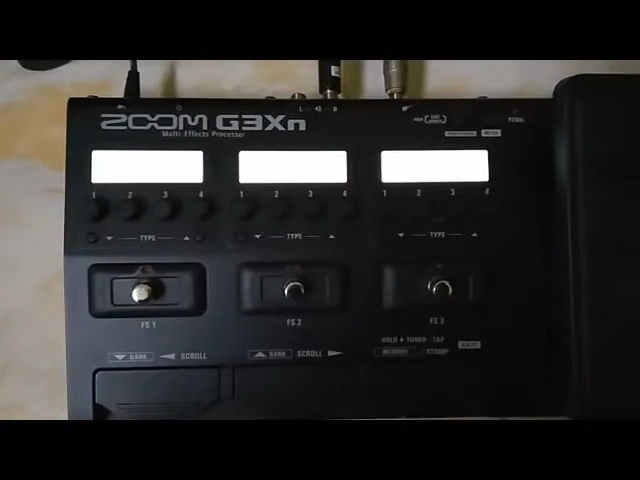 L R
ZOOM G3Xn
Multi-Effects Processor
PEDAL
1 2 3 4 1 2 3 4 1 2 3 4
TYPE TYPE TYPE
FS 1 FS 2 FS 3
HOLD TUNER TAP
BANK SCROLL BANK SCROLL MEMORY STOMP